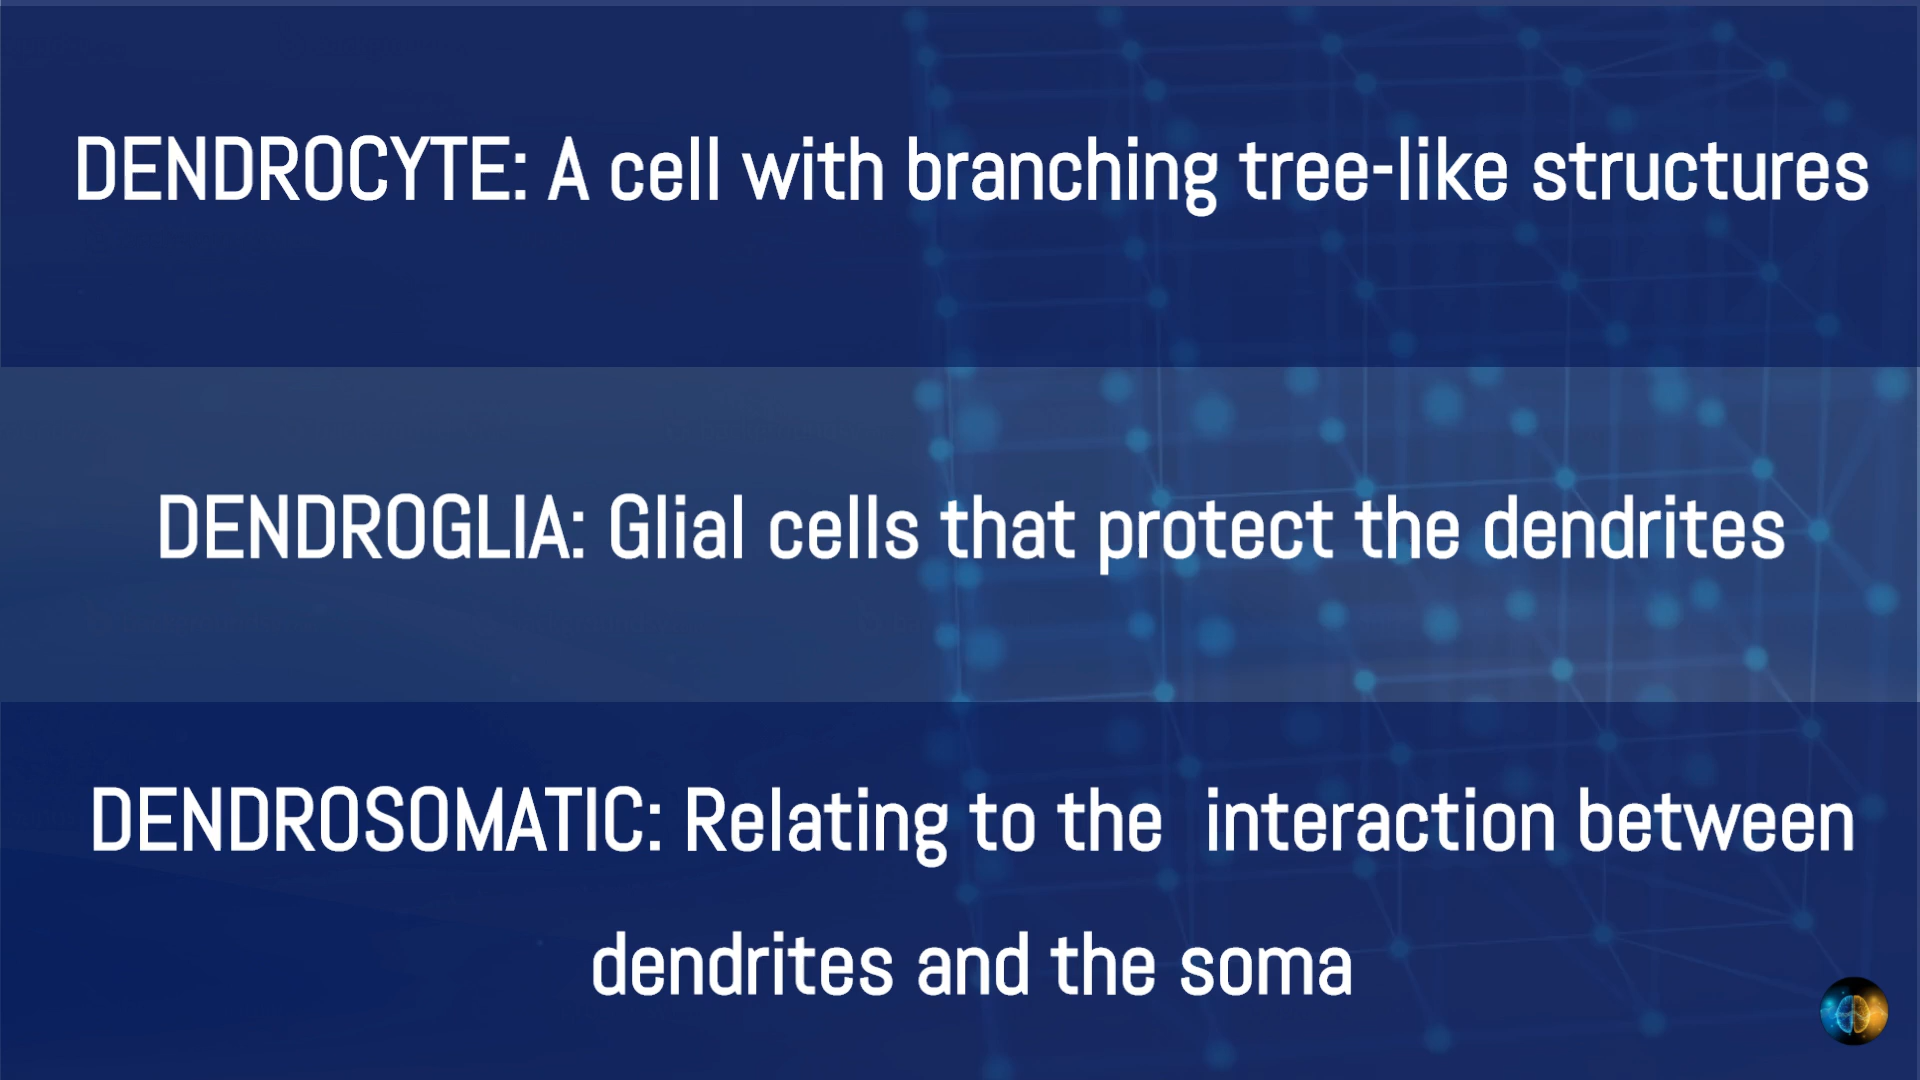 DENDROCYTE: A cell with branching tree-like structures
DENDROGLIA: Glial cells that protect the dendrites
DENDROSOMATIC: Relating to the  interaction between
dendrites and the soma